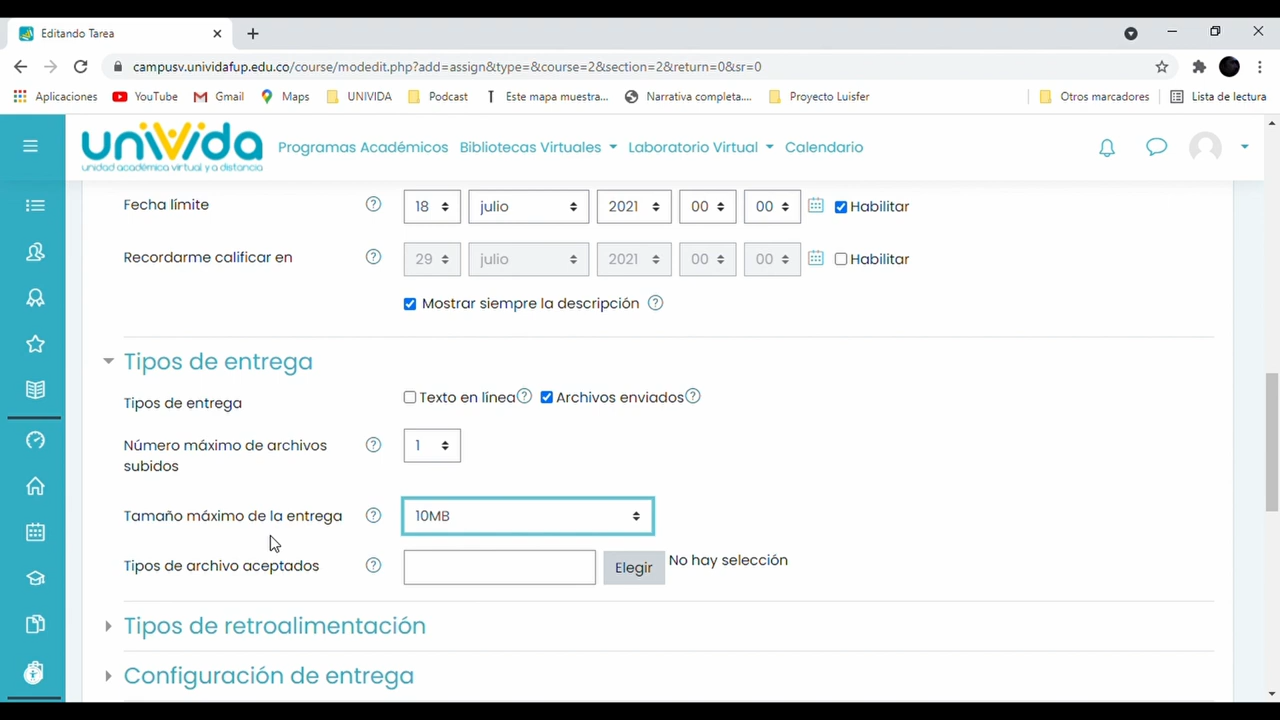 Editando Tarea
campusv.unividafup.edu.co/course/modedit.php?add=assign&type=&course=2&section=2&return=0&sr=0
Aplicaciones YouTube Gmail Maps UNIVIDA Podcast Este mapa muestra... Narrativa completa.... Proyecto Luisfer Otros marcadores Lista de lectura
univida
unidad académica virtual y a distancia
Programas Académicos Bibliotecas Virtuales Laboratorio Virtual Calendario
Fecha límite 18 julio 2021 00 00 Habilitar
Recordarme calificar en 29 julio 2021 00 00 Habilitar
Mostrar siempre la descripción
Tipos de entrega
Tipos de entrega Texto en línea Archivos enviados
Número máximo de archivos
subidos
1
Tamaño máximo de la entrega 10MB
Tipos de archivo aceptados Elegir No hay selección
Tipos de retroalimentación
Configuración de entrega